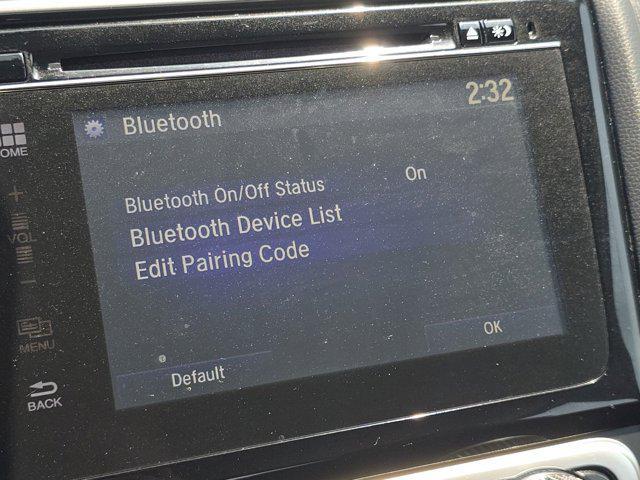 2:32
Bluetooth
HOME
Bluetooth On/Off Status On
VOL
Bluetooth Device List
Edit Pairing Code
MENU
OK
Default
BACK